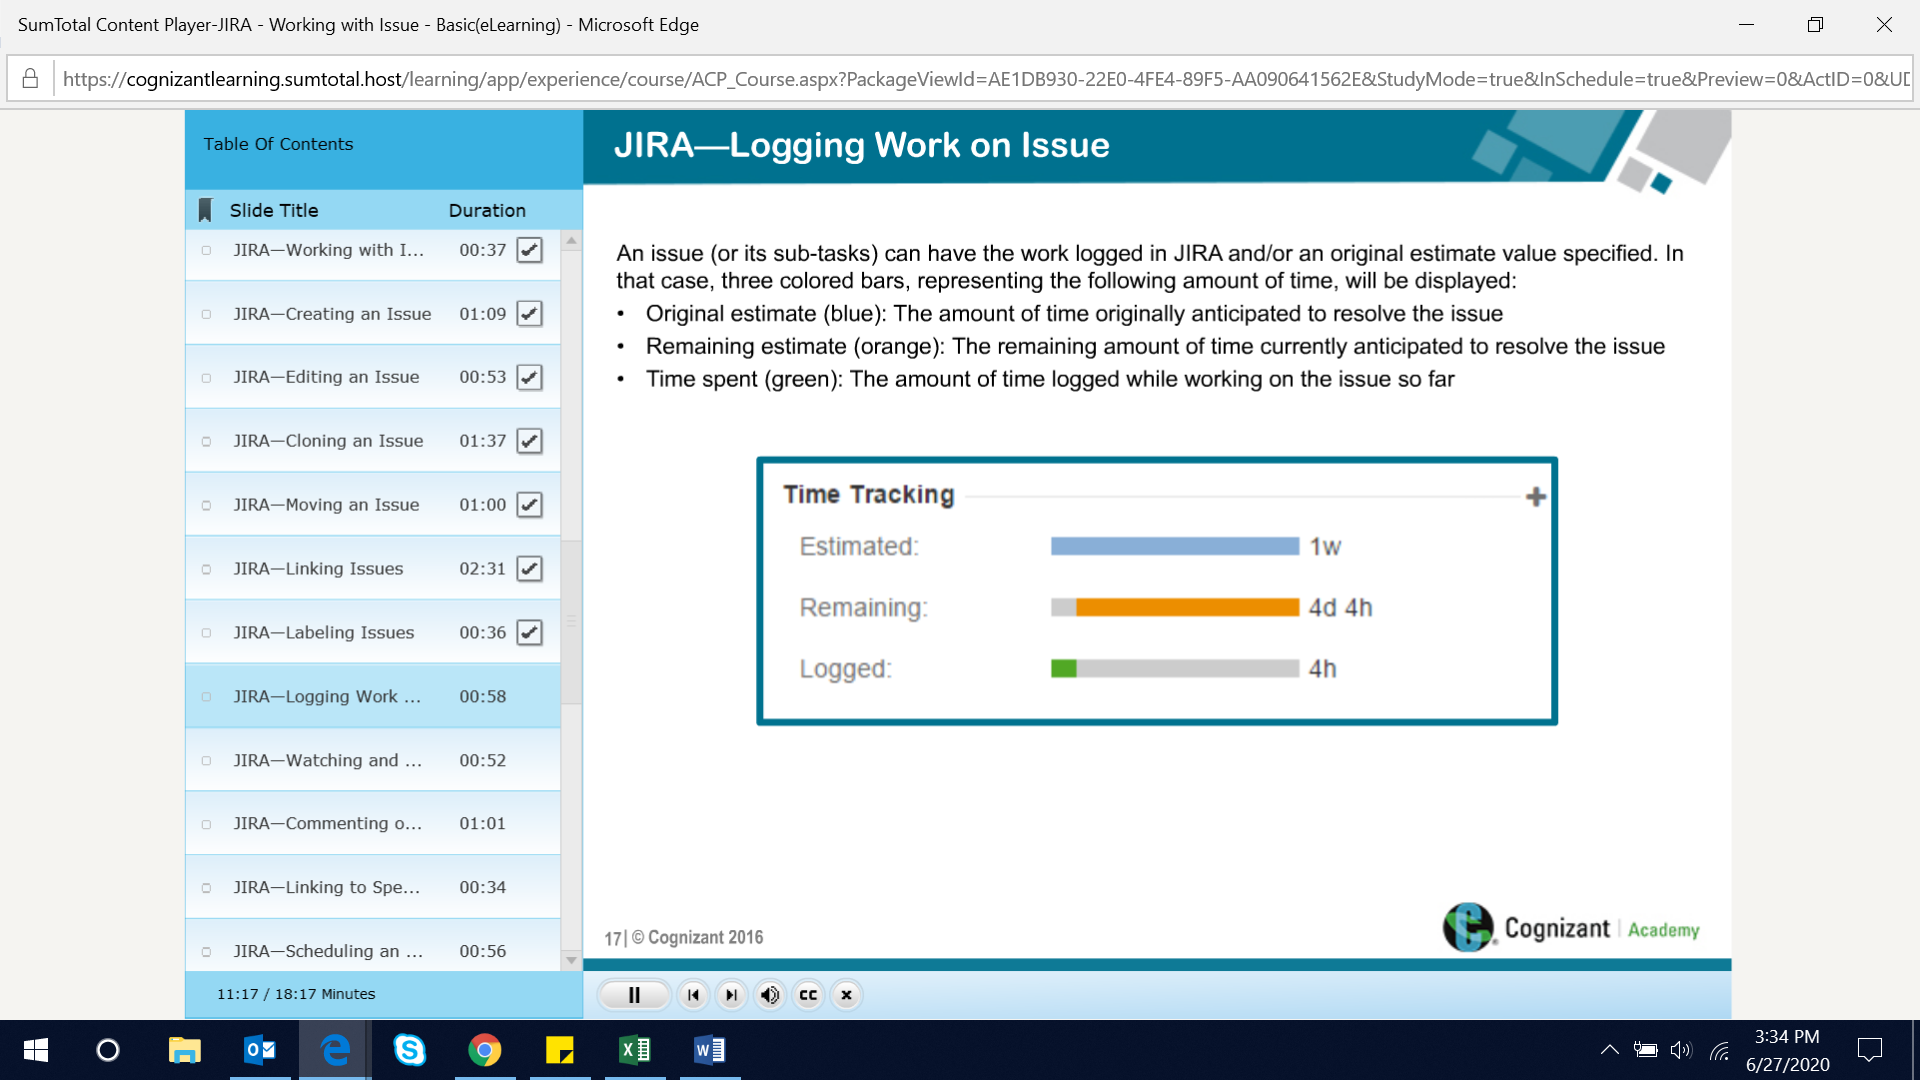 SumTotal Content Player-JIRA - Working with Issue - Basic(eLearning) - Microsoft Edge
https://cognizantlearning.sumtotal.host/learning/app/experience/course/ACP_Course.aspx?PackageViewId=AE1DB930-22E0-4FE4-89F5-AA090641562E&StudyMode=true&InSchedule=true&Preview=0&ActID=0&UD
Table Of Contents
Slide Title Duration
JIRA—Working with I... 00:37
JIRA—Creating an Issue 01:09
JIRA—Editing an Issue 00:53
JIRA—Cloning an Issue 01:37
JIRA—Moving an Issue 01:00
JIRA—Linking Issues 02:31
JIRA—Labeling Issues 00:36
JIRA—Logging Work ... 00:58
JIRA—Watching and ... 00:52
JIRA—Commenting o... 01:01
JIRA—Linking to Spe... 00:34
JIRA—Scheduling an ... 00:56
11:17 / 18:17 Minutes
JIRA—Logging Work on Issue
An issue (or its sub-tasks) can have the work logged in JIRA and/or an original estimate value specified. In
that case, three colored bars, representing the following amount of time, will be displayed:
• Original estimate (blue): The amount of time originally anticipated to resolve the issue
• Remaining estimate (orange): The remaining amount of time currently anticipated to resolve the issue
• Time spent (green): The amount of time logged while working on the issue so far
Time Tracking
Estimated: 1w
Remaining: 4d 4h
Logged: 4h
17| © Cognizant 2016
Cognizant | Academy
CC
3:34 PM
6/27/2020